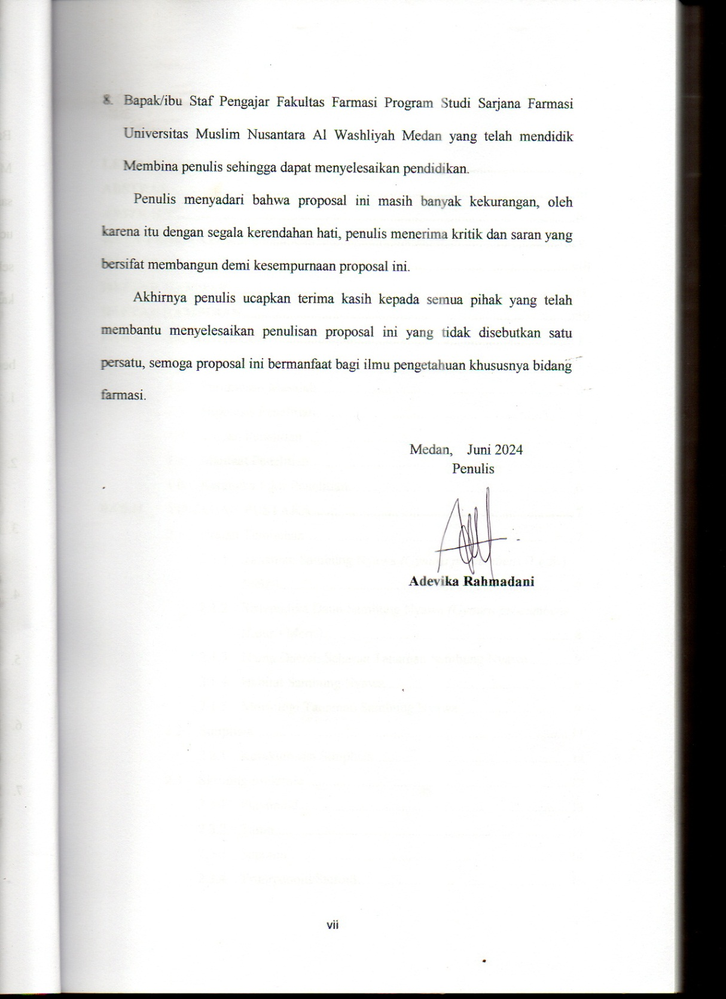 8. Bapak/ibu Staf Pengajar Fakultas Farmasi Program Studi Sarjana Farmasi
Universitas Muslim Nusantara Al Washliyah Medan yang telah mendidik
Membina penulis sehingga dapat menyelesaikan pendidikan.
Penulis menyadari bahwa proposal ini masih banyak kekurangan, oleh
karena itu dengan segala kerendahan hati, penulis menerima kritik dan saran yang
bersifat membangun demi kesempurnaan proposal ini.
Akhirnya penulis ucapkan terima kasih kepada semua pihak yang telah
membantu menyelesaikan penulisan proposal ini yang tidak disebutkan satu
persatu, semoga proposal ini bermanfaat bagi ilmu pengetahuan khususnya bidang
farmasi.
Medan, Juni 2024
Penulis
Adevika Rahmadani
vii